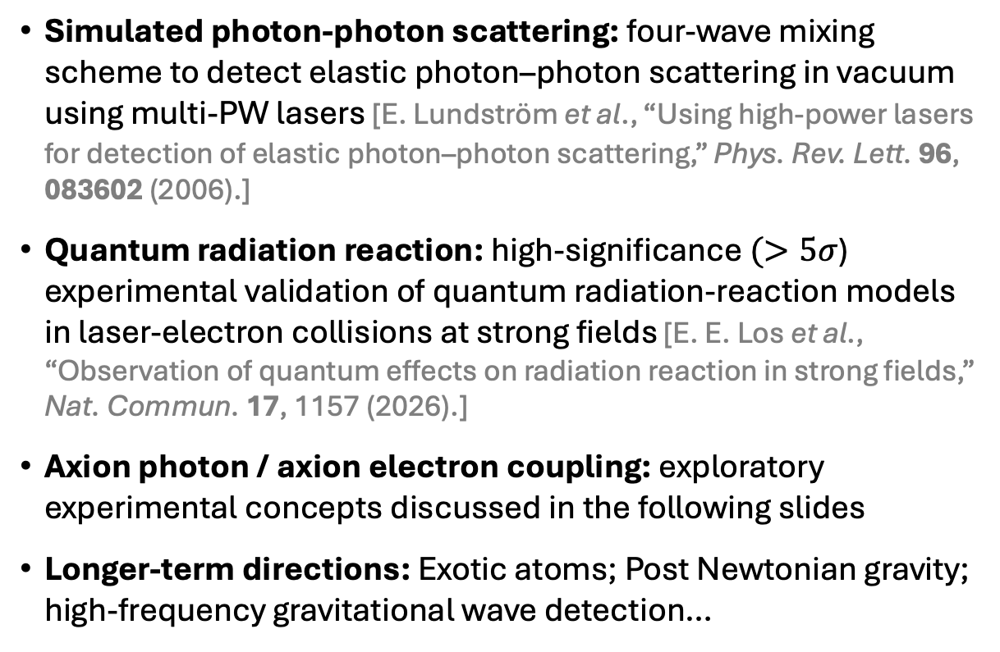 • Simulated photon-photon scattering: four-wave mixing
scheme to detect elastic photon–photon scattering in vacuum
using multi-PW lasers [E. Lundström et al., “Using high-power lasers
for detection of elastic photon–photon scattering,” Phys. Rev. Lett. 96,
083602 (2006).]
• Quantum radiation reaction: high-significance (> 5σ)
experimental validation of quantum radiation-reaction models
in laser-electron collisions at strong fields [E. E. Los et al.,
“Observation of quantum effects on radiation reaction in strong fields,”
Nat. Commun. 17, 1157 (2026).]
• Axion photon / axion electron coupling: exploratory
experimental concepts discussed in the following slides
• Longer-term directions: Exotic atoms; Post Newtonian gravity;
high-frequency gravitational wave detection...